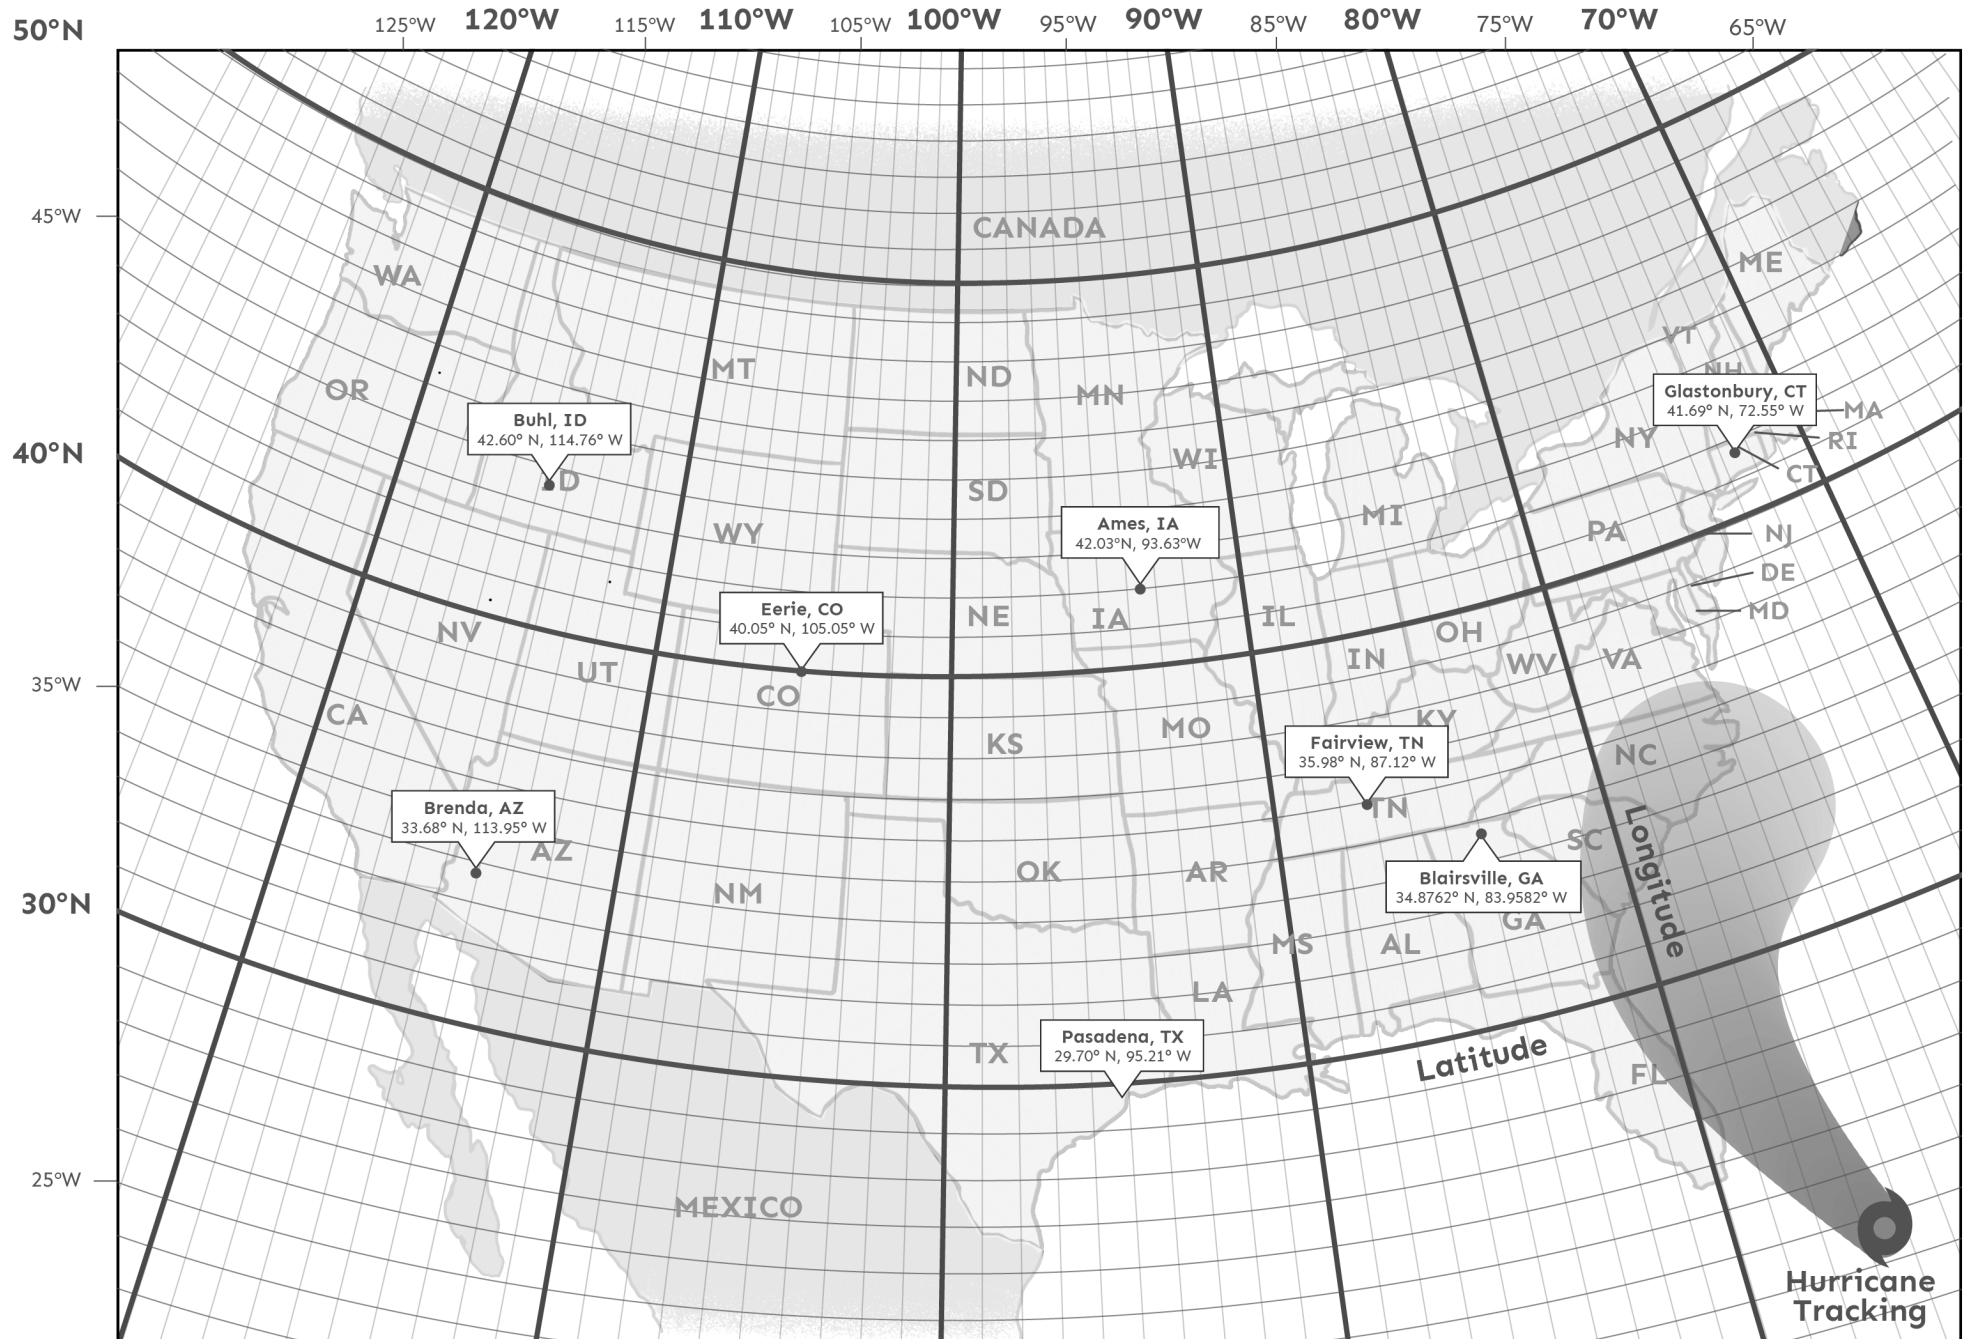 125°W 120°W 115°W 110°W 105°W 100°W 95°W 90°W 85°W 80°W 75°W 70°W 65°W
50°N
45°W
40°N
35°W
30°N
25°W
CANADA
WA
ME
VT
MT
NH
OR
ND
MN
Glastonbury, CT
41.69° N, 72.55° W
MA
Buhl, ID
42.60° N, 114.76° W
NY
RI
WI
CT
D
SD
MI
Ames, IA
42.03°N, 93.63°W
WY
PA
NJ
DE
Eerie, CO
40.05° N, 105.05° W
NE
IA
IL
MD
NV
OH
UT
IN
WV
VA
CO
CA
KS
MO
KY
Fairview, TN
35.98° N, 87.12° W
NC
Brenda, AZ
33.68° N, 113.95° W
TN
AZ
SC
Longitude
OK
AR
NM
Blairsville, GA
34.8762° N, 83.9582° W
GA
MS
AL
LA
Pasadena, TX
29.70° N, 95.21° W
TX
Latitude
FL
MEXICO
Hurricane
Tracking